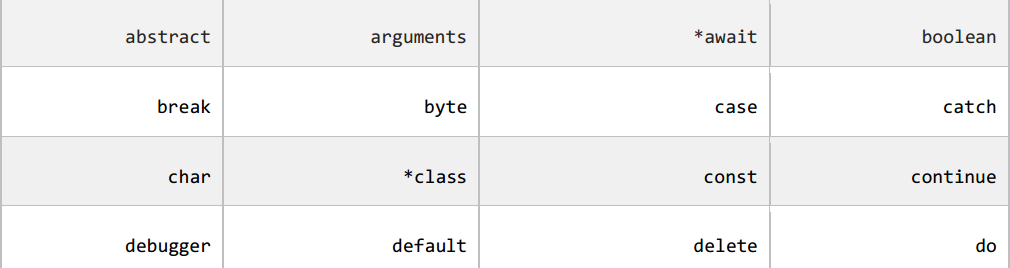 abstract arguments *await boolean
break byte case catch
char *class const continue
debugger default delete do